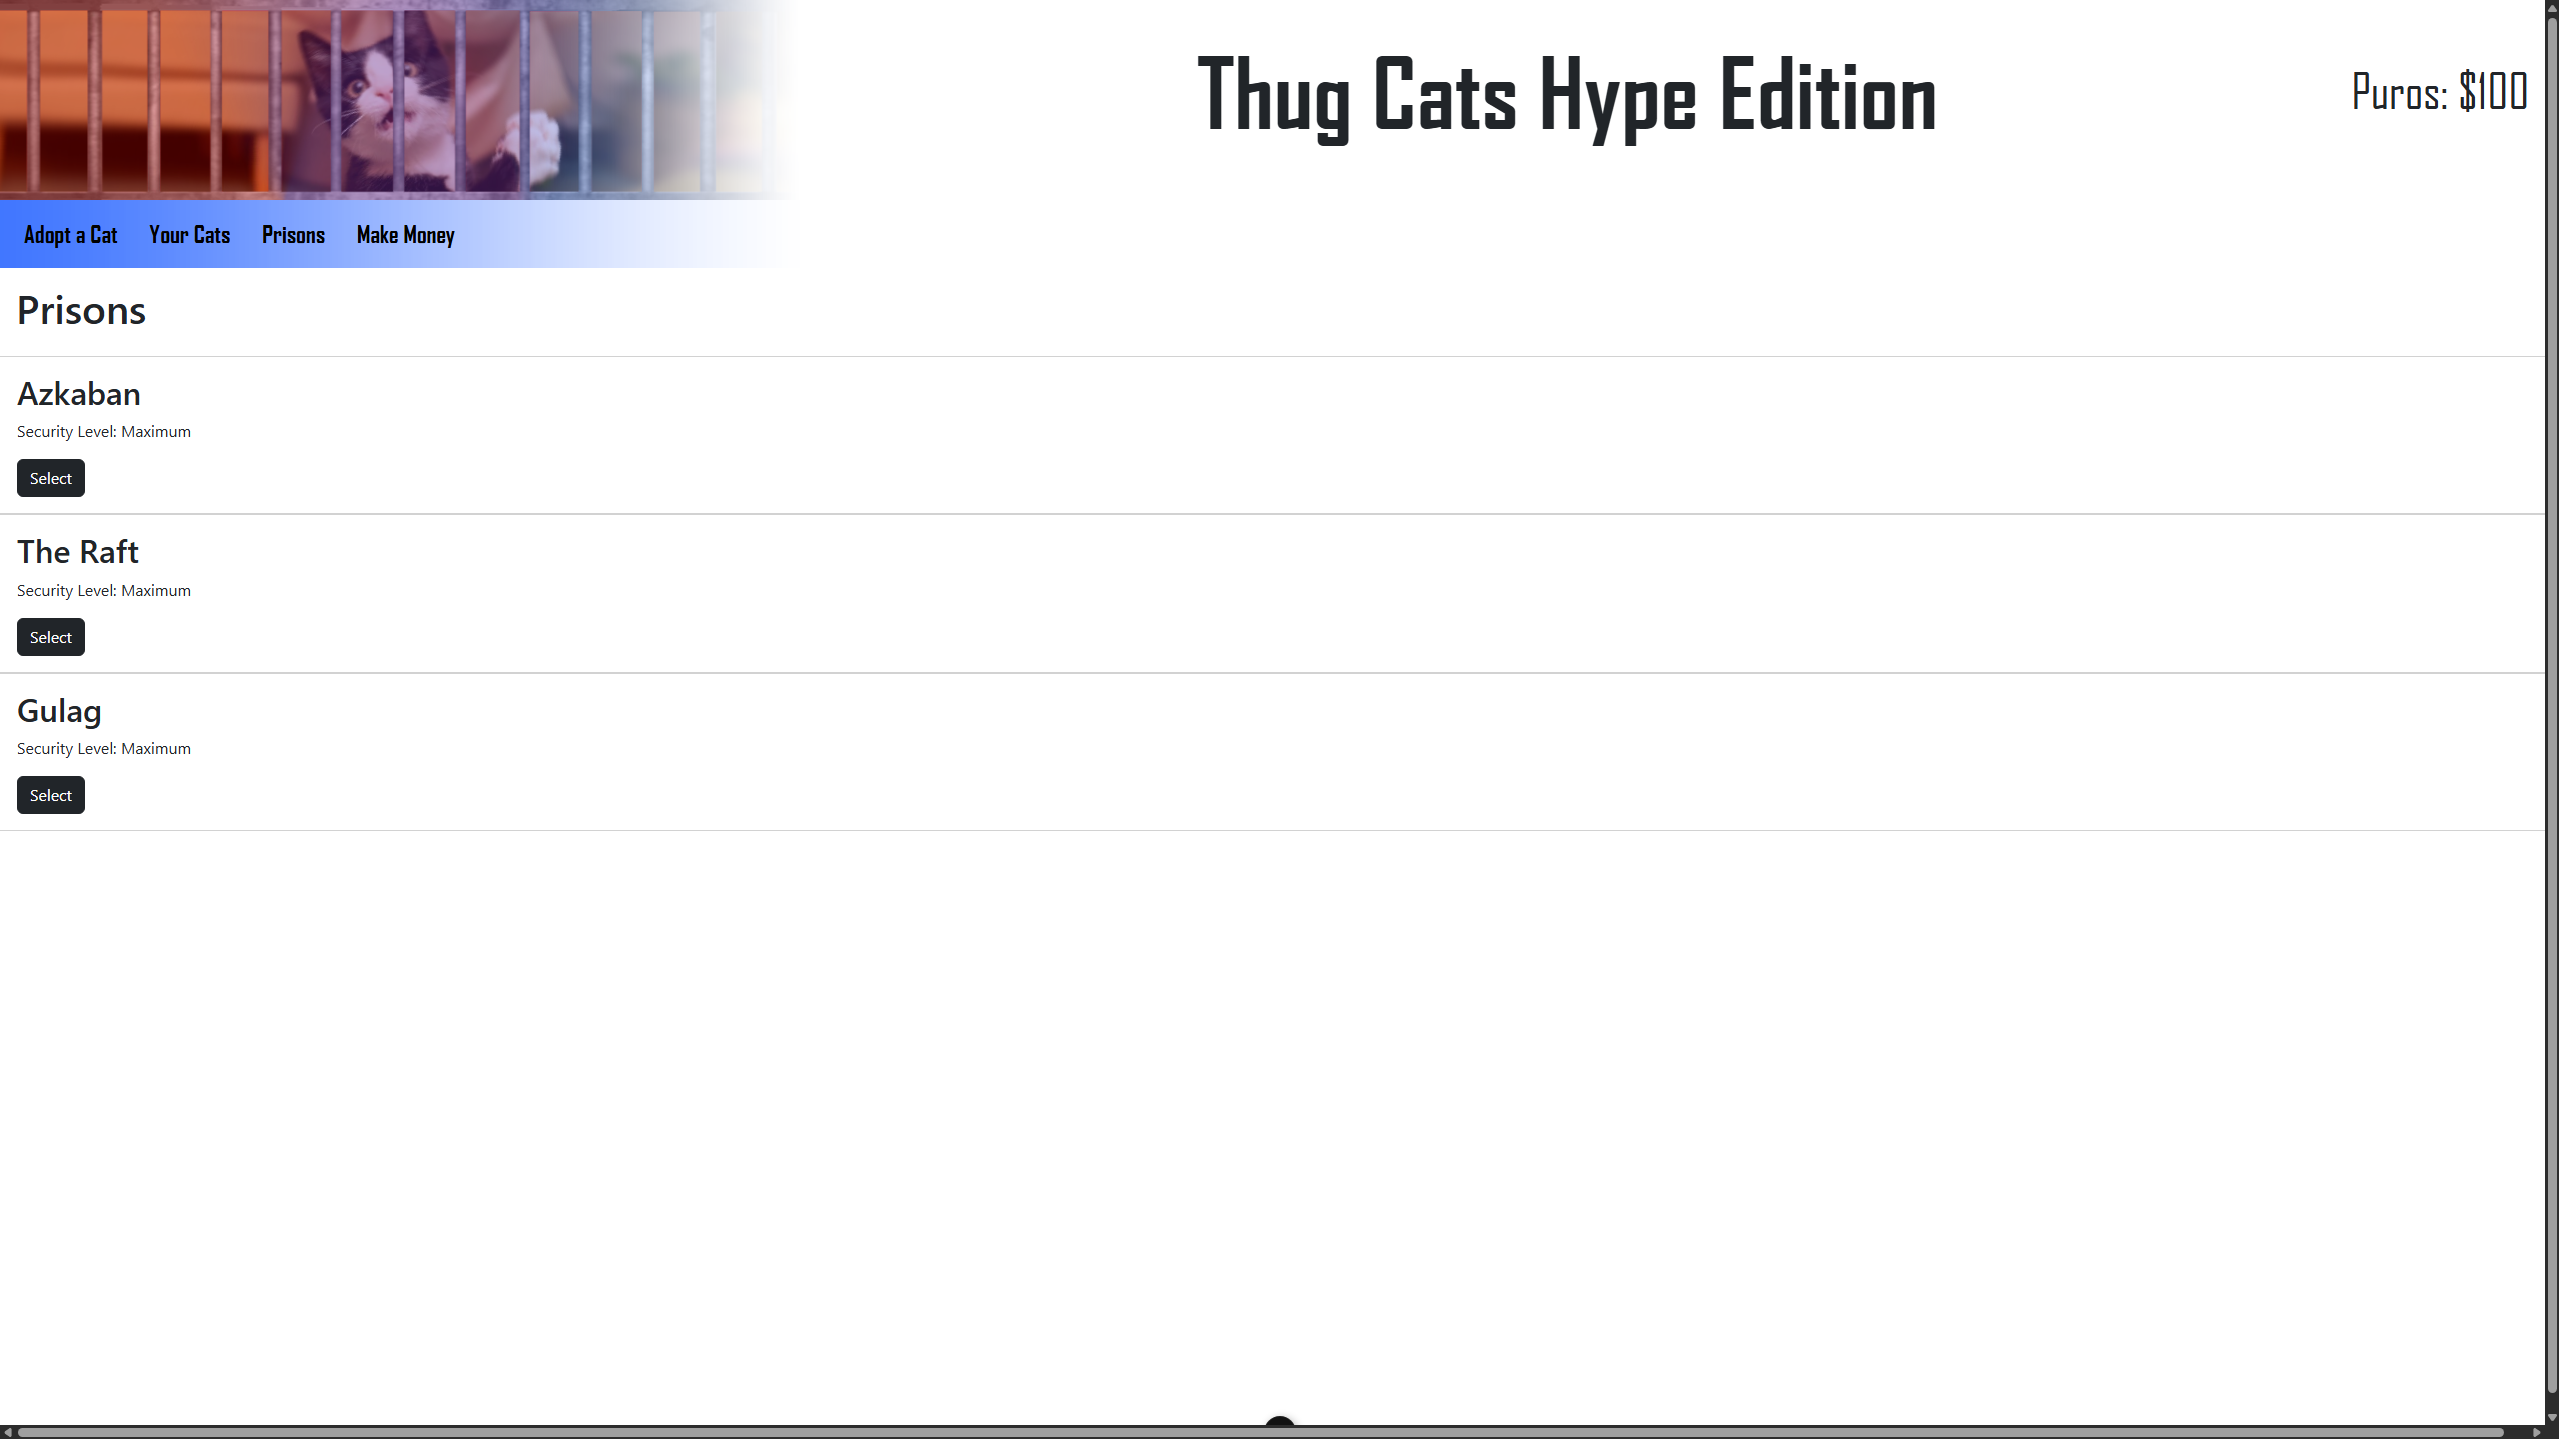 Thug Cats Hype Edition
Puros: $100
Adopt a Cat
Your Cats
Prisons
Make Money
Prisons
Azkaban
Security Level: Maximum
Select
The Raft
Security Level: Maximum
Select
Gulag
Security Level: Maximum
Select